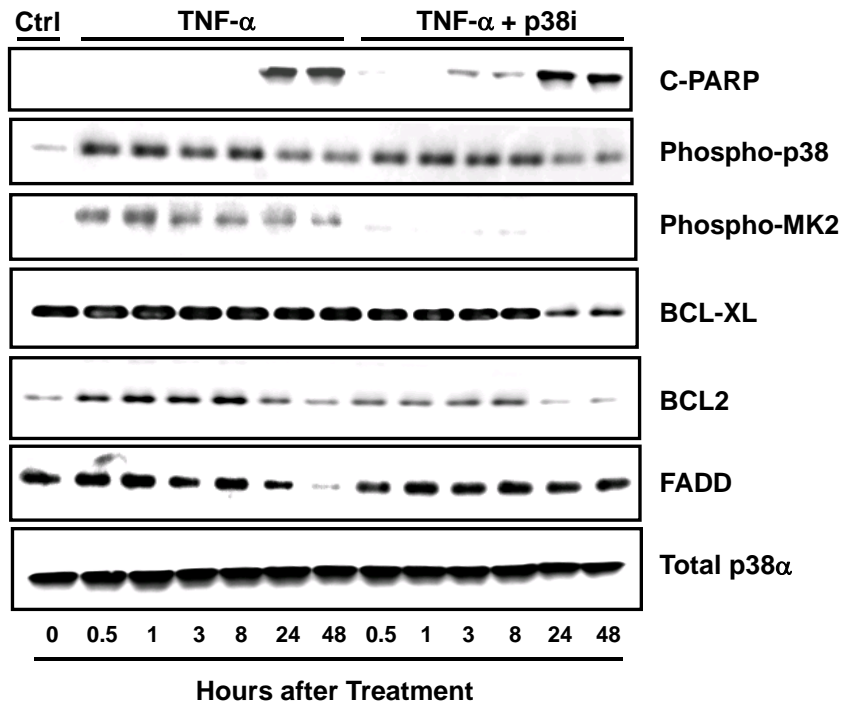 Ctrl TNF-α TNF-α + p38i
C-PARP
Phospho-p38
Phospho-MK2
BCL-XL
BCL2
FADD
Total p38α
0 0.5 1 3 8 24 48 0.5 1 3 8 24 48
Hours after Treatment